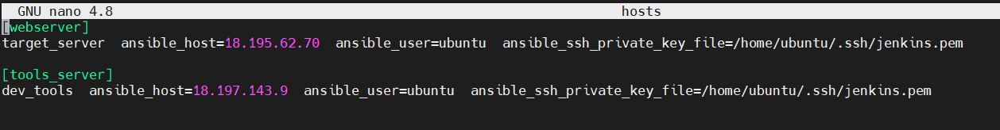 GNU nano 4.8 hosts
[webserver]
target_server ansible_host=18.195.62.70 ansible_user=ubuntu ansible_ssh_private_key_file=/home/ubuntu/.ssh/jenkins.pem
[tools_server]
dev_tools ansible_host=18.197.143.9 ansible_user=ubuntu ansible_ssh_private_key_file=/home/ubuntu/.ssh/jenkins.pem